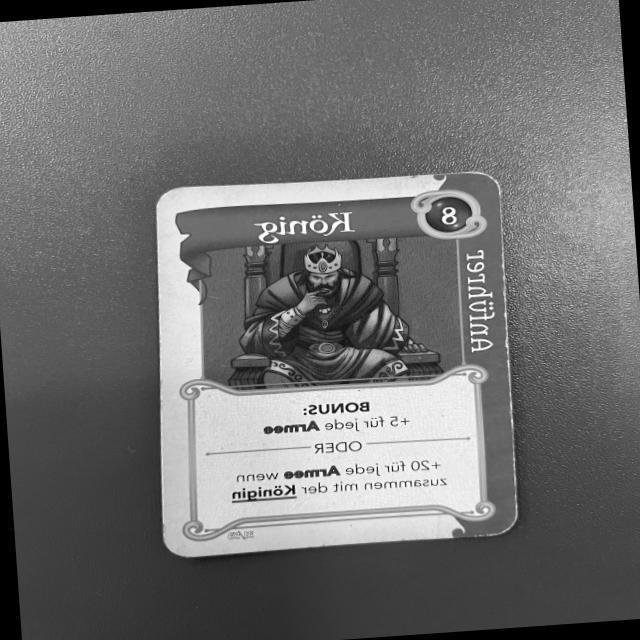 8
König
Anführer
BONUS:
+5 für jede Armee
ODER
+20 für jede Armee wenn
zusammen mit der Königin